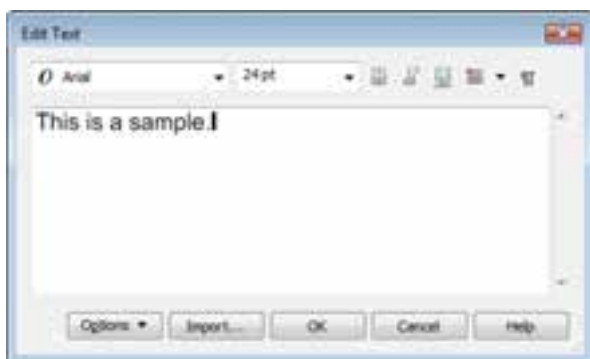 Edit Text
O Arial 24 pt
This is a sample.
Options Import... OK Cancel Help